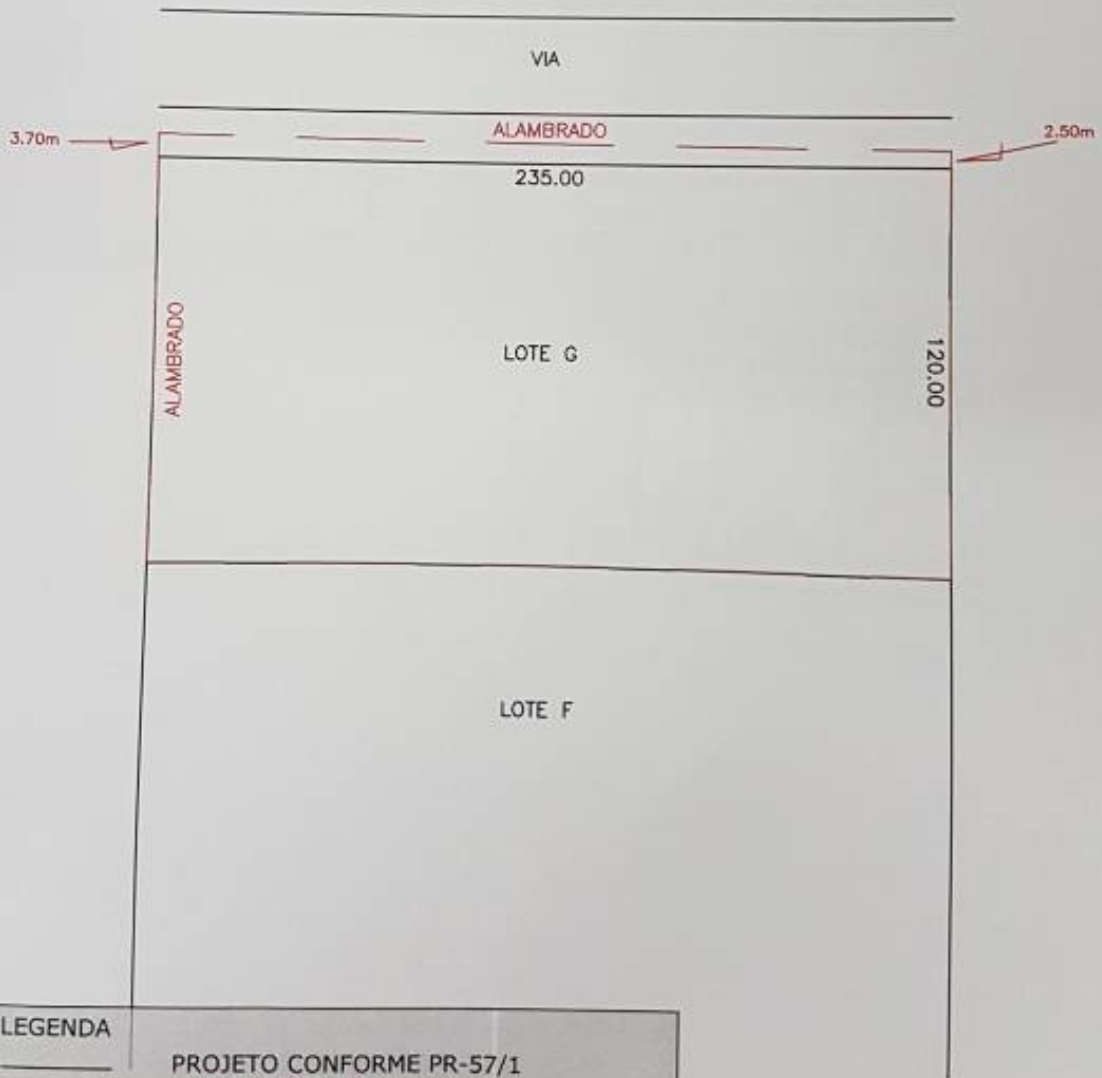 VIA
3.70m
ALAMBRADO
2.50m
235.00
ALAMBRADO
LOTE G
120.00
LOTE F
LEGENDA
PROJETO CONFORME PR-57/1